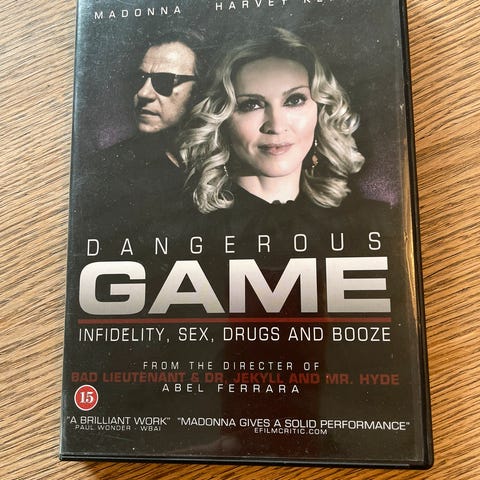 MADONNA HARVEY
DANGEROUS
GAME
INFIDELITY, SEX, DRUGS AND BOOZE
FROM THE DIRECTER OF
BAD LIEUTENANT & DR. JEKYLL AND MR. HYDE
ABEL FERRARA
15
"A BRILLIANT WORK" "MADONNA GIVES A SOLID PERFORMANCE"
PAUL WONDER - WBAI EFILMCRITIC.COM